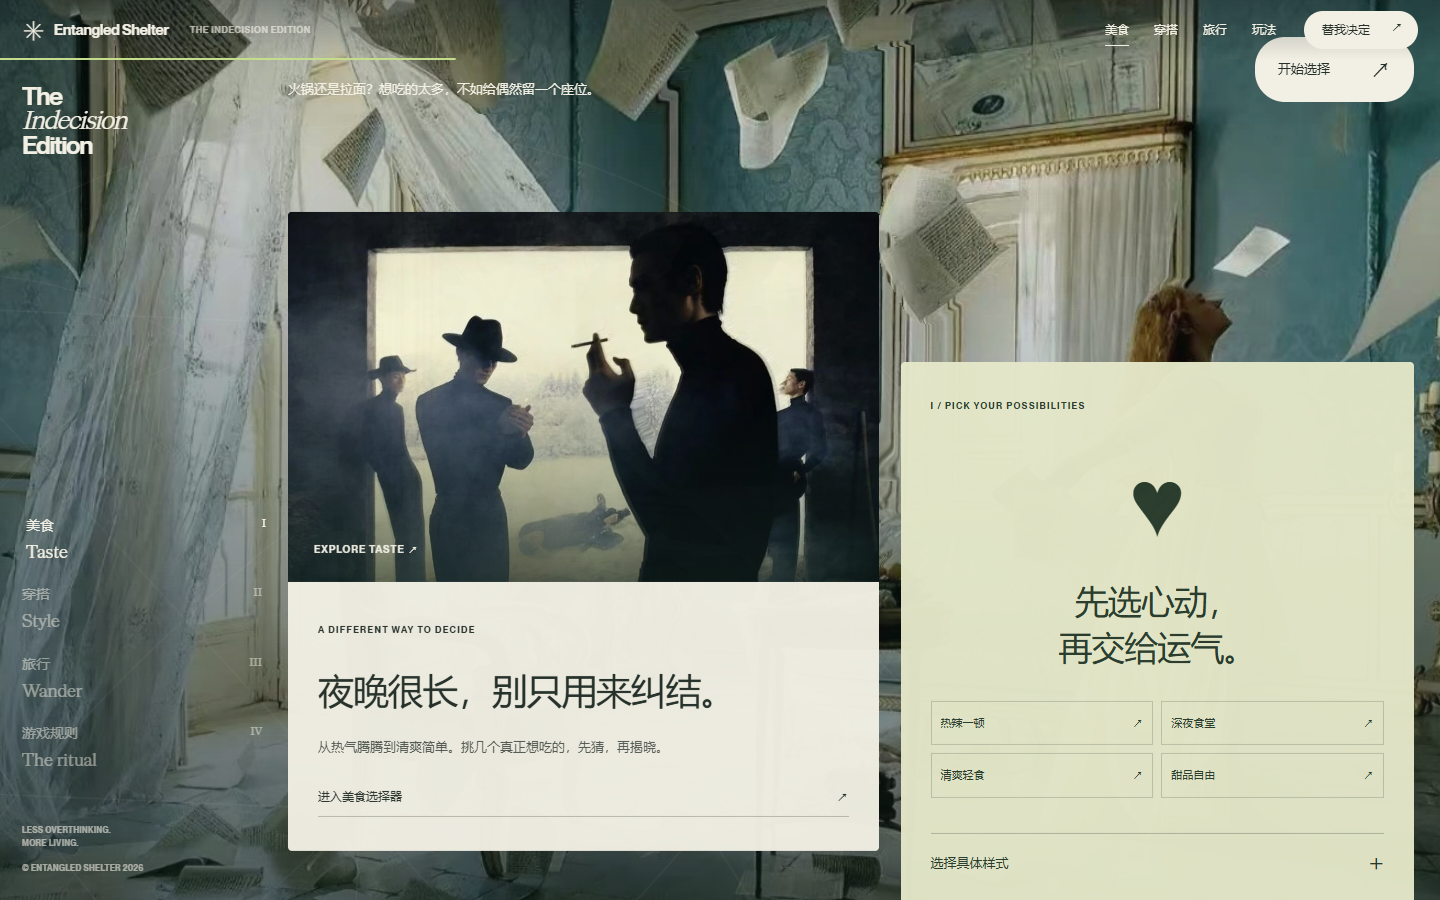 Entangled Shelter
THE INDECISION EDITION
美食
穿搭
旅行
玩法
替我决定 ↗
开始选择 ↗
The
Indecision
Edition
火锅还是拉面？想吃的太多，不如给偶然留一个座位。
美食 I
Taste
穿搭 II
Style
旅行 III
Wander
游戏规则 IV
The ritual
LESS OVERTHINKING.
MORE LIVING.
© ENTANGLED SHELTER 2026
EXPLORE TASTE ↗
A DIFFERENT WAY TO DECIDE
夜晚很长，别只用来纠结。
从热气腾腾到清爽简单。挑几个真正想吃的，先猜，再揭晓。
进入美食选择器 ↗
I / PICK YOUR POSSIBILITIES
♥
先选心动，
再交给运气。
热辣一顿 ↗
深夜食堂 ↗
清爽轻食 ↗
甜品自由 ↗
选择具体样式 +